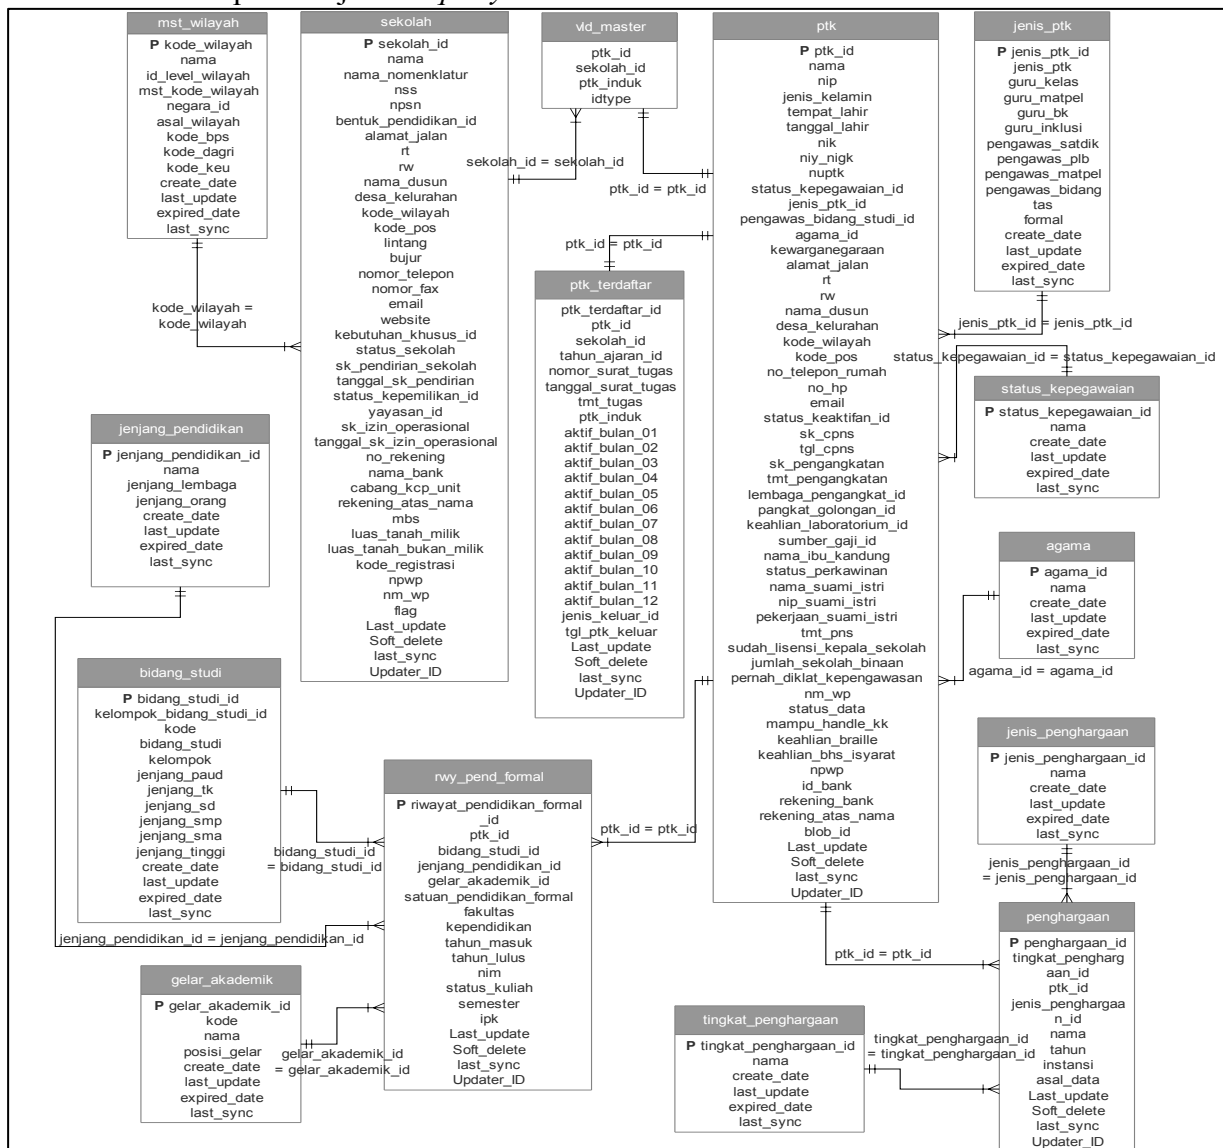 mst_wilayah
P kode_wilayah
nama
id_level_wilayah
mst_kode_wilayah
negara_id
asal_wilayah
kode_bps
kode_dagri
kode_keu
create_date
last_update
expired_date
last_sync
kode_wilayah =
kode_wilayah
sekolah
P sekolah_id
nama
nama_nomenklatur
nss
npsn
bentuk_pendidikan_id
alamat_jalan
rt
rw
nama_dusun
desa_kelurahan
kode_wilayah
kode_pos
lintang
bujur
nomor_telepon
nomor_fax
email
website
kebutuhan_khusus_id
status_sekolah
sk_pendirian_sekolah
tanggal_sk_pendirian
status_kepemilikan_id
yayasan_id
sk_izin_operasional
tanggal_sk_izin_operasional
no_rekening
nama_bank
cabang_kcp_unit
rekening_atas_nama
mbs
luas_tanah_milik
luas_tanah_bukan_milik
kode_registrasi
npwp
nm_wp
flag
Last_update
Soft_delete
last_sync
Updater_ID
vld_master
ptk_id
sekolah_id
ptk_induk
idtype
sekolah_id = sekolah_id
ptk_id = ptk_id
ptk_id = ptk_id
ptk_terdaftar
ptk_terdaftar_id
ptk_id
sekolah_id
tahun_ajaran_id
nomor_surat_tugas
tanggal_surat_tugas
tmt_tugas
ptk_induk
aktif_bulan_01
aktif_bulan_02
aktif_bulan_03
aktif_bulan_04
aktif_bulan_05
aktif_bulan_06
aktif_bulan_07
aktif_bulan_08
aktif_bulan_09
aktif_bulan_10
aktif_bulan_11
aktif_bulan_12
jenis_keluar_id
tgl_ptk_keluar
Last_update
Soft_delete
last_sync
Updater_ID
ptk
P ptk_id
nama
nip
jenis_kelamin
tempat_lahir
tanggal_lahir
nik
niy_nigk
nuptk
status_kepegawaian_id
jenis_ptk_id
pengawas_bidang_studi_id
agama_id
kewarganegaraan
alamat_jalan
rt
rw
nama_dusun
desa_kelurahan
kode_wilayah
kode_pos
no_telepon_rumah
no_hp
email
status_keaktifan_id
sk_cpns
tgl_cpns
sk_pengangkatan
tmt_pengangkatan
lembaga_pengangkat_id
pangkat_golongan_id
keahlian_laboratorium_id
sumber_gaji_id
nama_ibu_kandung
status_perkawinan
nama_suami_istri
nip_suami_istri
pekerjaan_suami_istri
tmt_pns
sudah_lisensi_kepala_sekolah
jumlah_sekolah_binaan
pernah_diklat_kepengawasan
nm_wp
status_data
mampu_handle_kk
keahlian_braille
keahlian_bhs_isyarat
npwp
id_bank
rekening_bank
rekening_atas_nama
blob_id
Last_update
Soft_delete
last_sync
Updater_ID
jenis_ptk
P jenis_ptk_id
jenis_ptk
guru_kelas
guru_matpel
guru_bk
guru_inklusi
pengawas_satdik
pengawas_plb
pengawas_matpel
pengawas_bidang
tas
formal
create_date
last_update
expired_date
last_sync
jenis_ptk_id = jenis_ptk_id
status_kepegawaian_id = status_kepegawaian_id
status_kepegawaian
P status_kepegawaian_id
nama
create_date
last_update
expired_date
last_sync
agama
P agama_id
nama
create_date
last_update
expired_date
last_sync
agama_id = agama_id
jenjang_pendidikan
P jenjang_pendidikan_id
nama
jenjang_lembaga
jenjang_orang
create_date
last_update
expired_date
last_sync
bidang_studi
P bidang_studi_id
kelompok_bidang_studi_id
kode
bidang_studi
kelompok
jenjang_paud
jenjang_tk
jenjang_sd
jenjang_smp
jenjang_sma
jenjang_tinggi
create_date
last_update
expired_date
last_sync
bidang_studi_id
= bidang_studi_id
jenjang_pendidikan_id = jenjang_pendidikan_id
gelar_akademik
P gelar_akademik_id
kode
nama
posisi_gelar
create_date
last_update
expired_date
last_sync
gelar_akademik_id
= gelar_akademik_id
rwy_pend_formal
P riwayat_pendidikan_formal
_id
ptk_id
bidang_studi_id
jenjang_pendidikan_id
gelar_akademik_id
satuan_pendidikan_formal
fakultas
kependidikan
tahun_masuk
tahun_lulus
nim
status_kuliah
semester
ipk
Last_update
Soft_delete
last_sync
Updater_ID
ptk_id = ptk_id
jenis_penghargaan
P jenis_penghargaan_id
nama
create_date
last_update
expired_date
last_sync
jenis_penghargaan_id
= jenis_penghargaan_id
ptk_id = ptk_id
tingkat_penghargaan
P tingkat_penghargaan_id
nama
create_date
last_update
expired_date
last_sync
tingkat_penghargaan_id
= tingkat_penghargaan_id
penghargaan
P penghargaan_id
tingkat_pengharg
aan_id
ptk_id
jenis_penghargaa
n_id
nama
tahun
instansi
asal_data
Last_update
Soft_delete
last_sync
Updater_ID